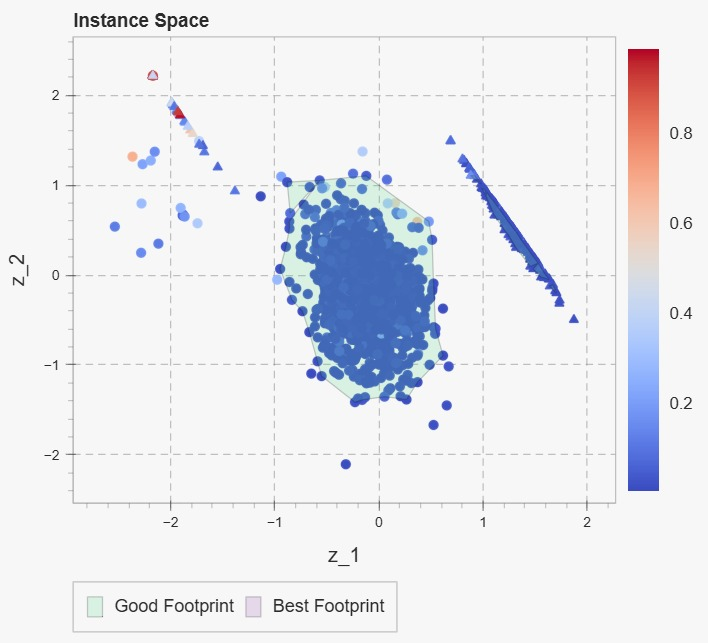 Instance Space
z_2
2
1
0
−1
−2
−2
−1
0
1
2
z_1
0.8
0.6
0.4
0.2
Good Footprint
Best Footprint